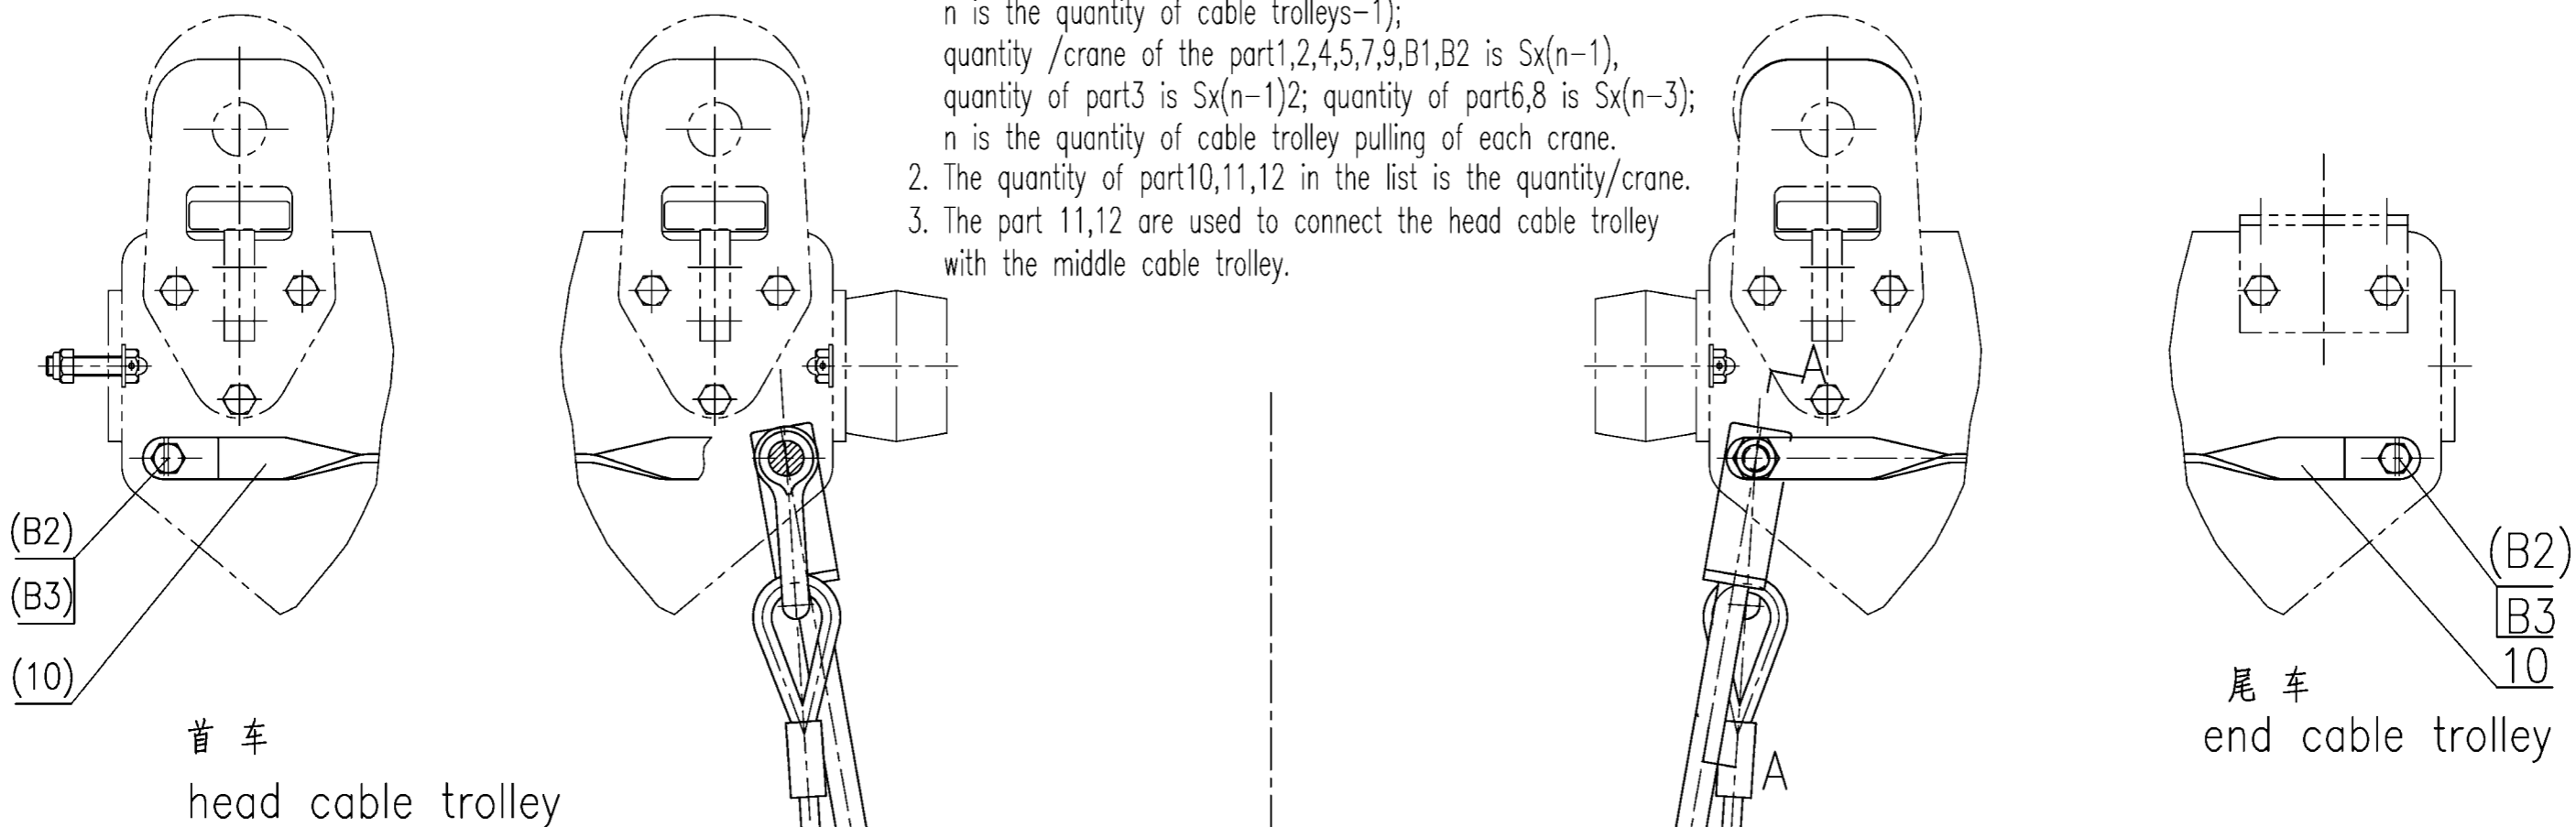 n is the quantity of cable trolleys-1);
quantity /crane of the part1,2,4,5,7,9,B1,B2 is Sx(n-1),
quantity of part3 is Sx(n-1)2; quantity of part6,8 is Sx(n-3);
n is the quantity of cable trolley pulling of each crane.
2. The quantity of part10,11,12 in the list is the quantity/crane.
3. The part 11,12 are used to connect the head cable trolley
with the middle cable trolley.
A
(B2)
(B3)
(10)
(B2)
B3
10
首车
head cable trolley
A
尾车
end cable trolley